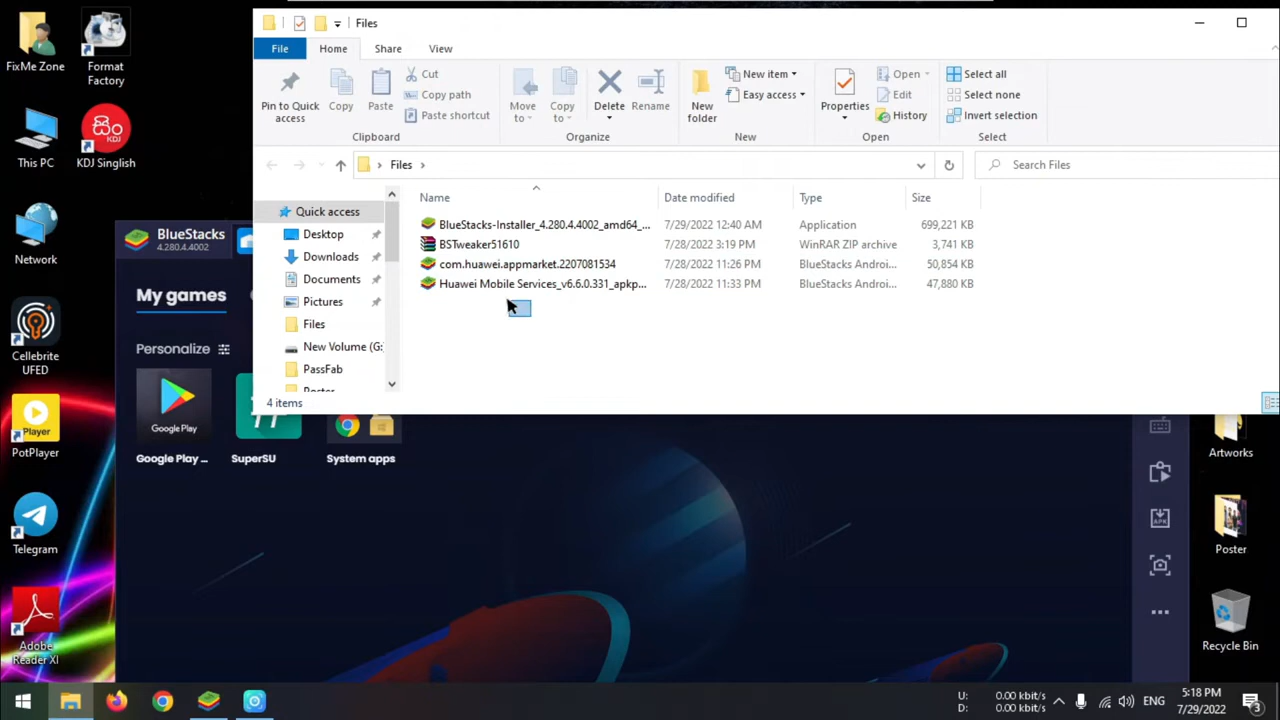 Files
File
Home
Share
View
Pin to Quick
access
Copy
Paste
Cut
Copy path
Paste shortcut
Clipboard
Move
to
Copy
to
Delete
Rename
Organize
New
folder
New item
Easy access
New
Properties
Open
Edit
History
Open
Select all
Select none
Invert selection
Select
Files
Search Files
Quick access
Desktop
Downloads
Documents
Pictures
Files
New Volume (G:
PassFab
Poster
Name
Date modified
Type
Size
BlueStacks-Installer_4.280.4.4002_amd64_...
7/29/2022 12:40 AM
Application
699,221 KB
BSTweaker51610
7/28/2022 3:19 PM
WinRAR ZIP archive
3,741 KB
com.huawei.appmarket.2207081534
7/28/2022 11:26 PM
BlueStacks Androi...
50,854 KB
Huawei Mobile Services_v6.6.0.331_apkp...
7/28/2022 11:33 PM
BlueStacks Androi...
47,880 KB
4 items
FixMe Zone
Format
Factory
This PC
KDJ Singlish
Network
Cellebrite
UFED
Player
PotPlayer
Telegram
Adobe
Reader XI
BlueStacks
4.280.4.4002
My games
Personalize
Google Play
Google Play ...
SuperSU
System apps
APK
Artworks
Poster
Recycle Bin
U:
0.00 kbit/s
D:
0.00 kbit/s
ENG
5:18 PM
7/29/2022
3